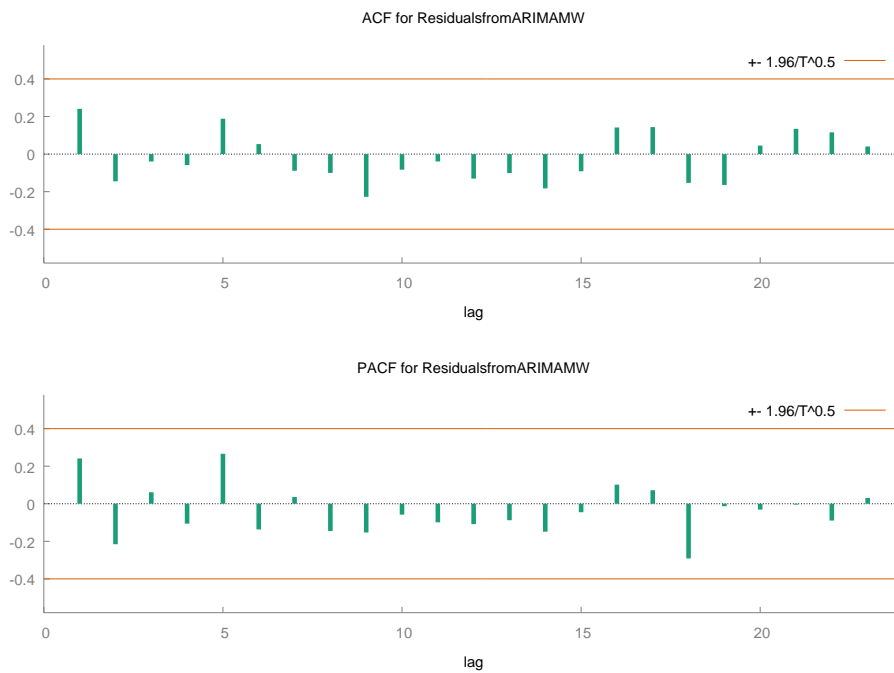 ACF for ResidualsfromARIMAMW
+- 1.96/T^0.5
0.4
0.2
0
-0.2
-0.4
0 5 10 15 20
lag
PACF for ResidualsfromARIMAMW
+- 1.96/T^0.5
0.4
0.2
0
-0.2
-0.4
0 5 10 15 20
lag